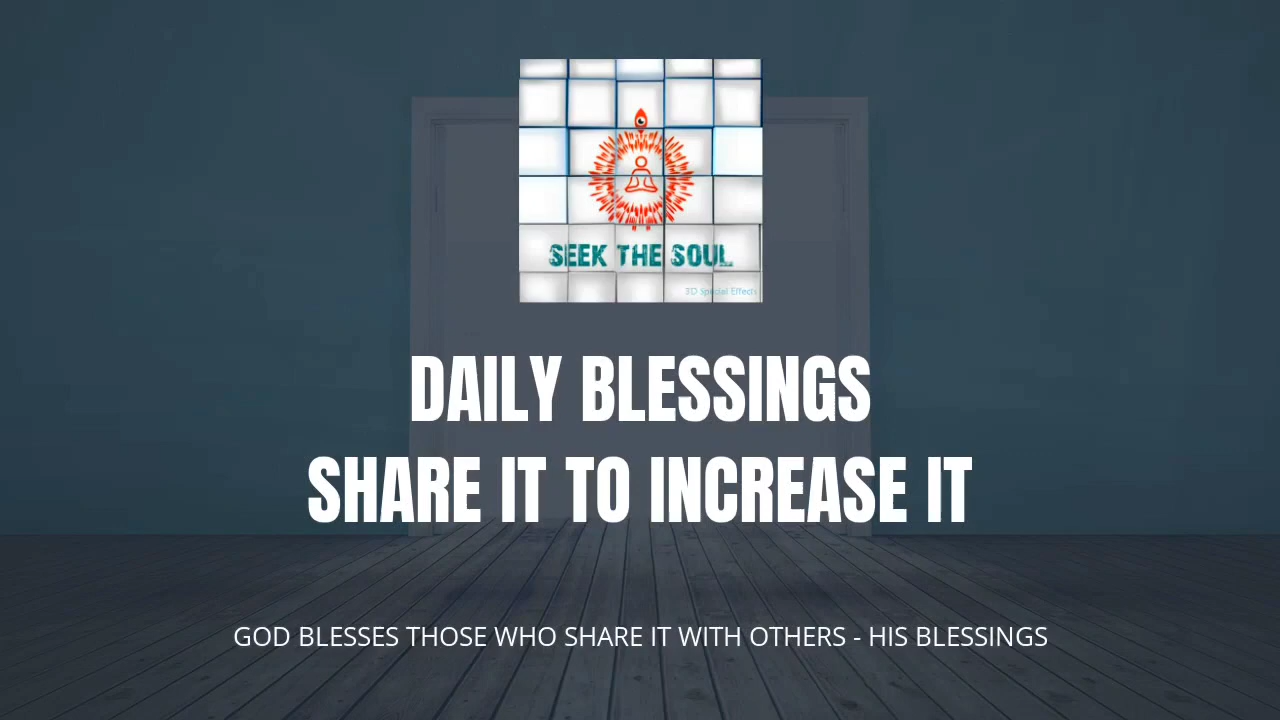 SEEK THE SOUL
3D Special Effects
DAILY BLESSINGS
SHARE IT TO INCREASE IT
GOD BLESSES THOSE WHO SHARE IT WITH OTHERS - HIS BLESSINGS